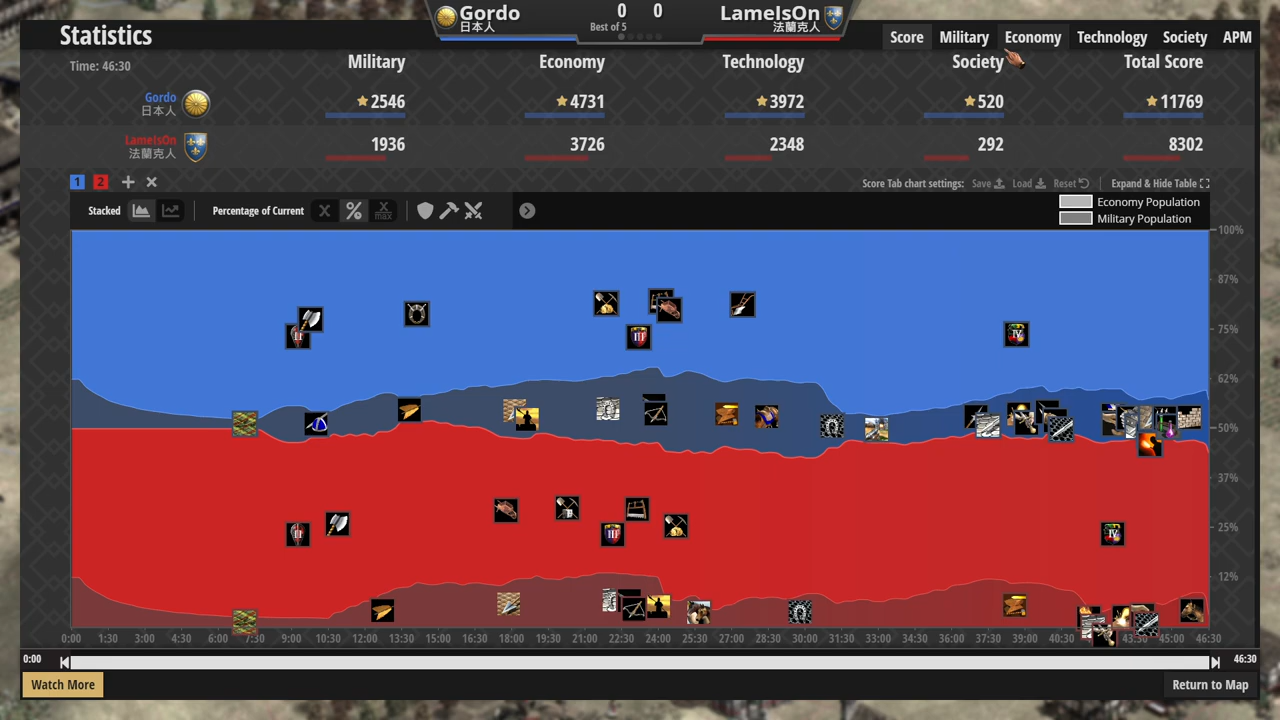 Gordo 0 0 LameIsOn
日本人 Best of 5 法蘭克人
Statistics
Score Military Economy Technology Society APM
Time: 46:30 Military Economy Technology Society Total Score
Gordo
日本人
2546 4731 3972 520 11769
LameIsOn
法蘭克人
1936 3726 2348 292 8302
1 2
Score Tab chart settings: Save Load Reset Expand & Hide Table
Stacked Percentage of Current X % X max
Economy Population
Military Population
100%
87%
75%
62%
50%
37%
25%
12%
II III IV
II III IV
0:00 1:30 3:00 4:30 6:00 7:30 9:00 10:30 12:00 13:30 15:00 16:30 18:00 19:30 21:00 22:30 24:00 25:30 27:00 28:30 30:00 31:30 33:00 34:30 36:00 37:30 39:00 40:30 42:00 43:30 45:00 46:30
0:00 46:30
Watch More Return to Map